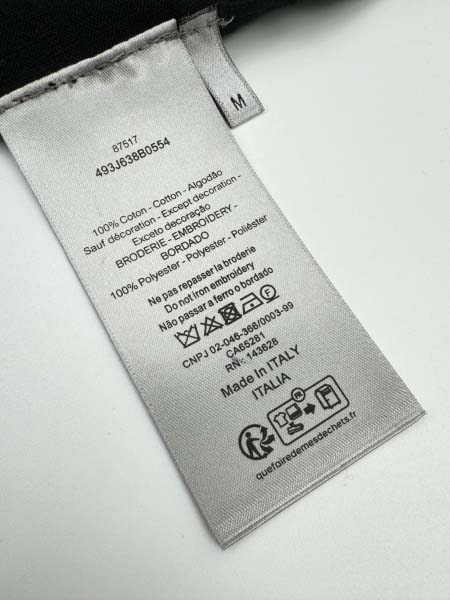 M
87517
493J638B0554
100% Coton - Cotton - Algodão
Sauf décoration - Except decoration -
Exceto decoração
BRODERIE - EMBROIDERY -
BORDADO
100% Polyester - Polyester - Poliéster
Ne pas repasser la broderie
Do not Iron embroidery
Não passar a ferro o bordado
CNPJ 02-046-366/0003-99
CA65281
RN - 143628
Made In ITALY
ITALIA
FR
quefairedemesdechets.fr